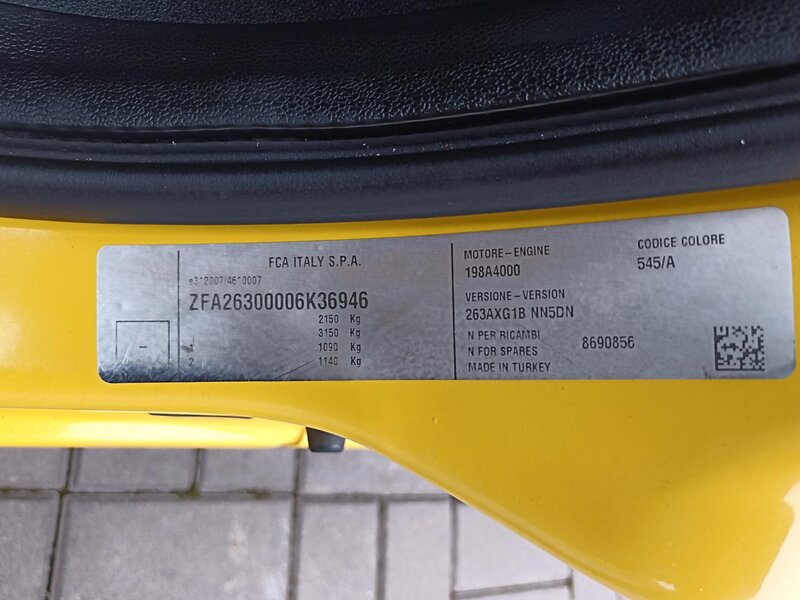 FCA ITALY S.P.A.
e3*2007/46*0007
ZFA26300006K36946
2150 Kg
3150 Kg
1 1090 Kg
2 1140 Kg
-
MOTORE-ENGINE
198A4000
CODICE COLORE
545/A
VERSIONE-VERSION
263AXG1B NN5DN
N PER RICAMBI
N FOR SPARES
8690856
MADE IN TURKEY